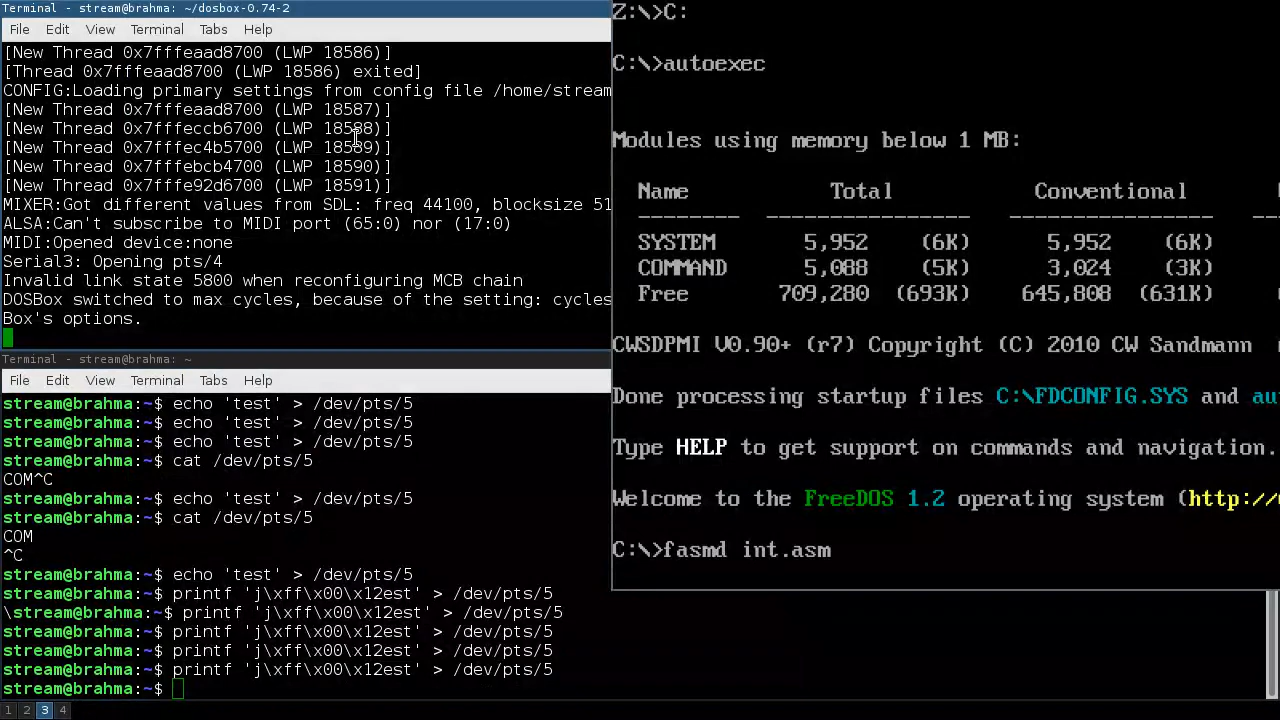 Terminal - stream@brahma: ~/dosbox-0.74-2
File Edit View Terminal Tabs Help
[New Thread 0x7fffeaad8700 (LWP 18586)]
[Thread 0x7fffeaad8700 (LWP 18586) exited]
CONFIG:Loading primary settings from config file /home/stream
[New Thread 0x7fffeaad8700 (LWP 18587)]
[New Thread 0x7fffeccb6700 (LWP 18588)]
[New Thread 0x7fffec4b5700 (LWP 18589)]
[New Thread 0x7fffebcb4700 (LWP 18590)]
[New Thread 0x7fffe92d6700 (LWP 18591)]
MIXER:Got different values from SDL: freq 44100, blocksize 51
ALSA:Can't subscribe to MIDI port (65:0) nor (17:0)
MIDI:Opened device:none
Serial3: Opening pts/4
Invalid link state 5800 when reconfiguring MCB chain
DOSBox switched to max cycles, because of the setting: cycles
Box's options.
Terminal - stream@brahma: ~
File Edit View Terminal Tabs Help
stream@brahma:~$ echo 'test' > /dev/pts/5
stream@brahma:~$ echo 'test' > /dev/pts/5
stream@brahma:~$ echo 'test' > /dev/pts/5
stream@brahma:~$ cat /dev/pts/5
COM^C
stream@brahma:~$ echo 'test' > /dev/pts/5
stream@brahma:~$ cat /dev/pts/5
COM
^C
stream@brahma:~$ echo 'test' > /dev/pts/5
stream@brahma:~$ printf 'j\xff\x00\x12est' > /dev/pts/5
\stream@brahma:~$ printf 'j\xff\x00\x12est' > /dev/pts/5
stream@brahma:~$ printf 'j\xff\x00\x12est' > /dev/pts/5
stream@brahma:~$ printf 'j\xff\x00\x12est' > /dev/pts/5
stream@brahma:~$ printf 'j\xff\x00\x12est' > /dev/pts/5
stream@brahma:~$
Z:\>C:
C:\>autoexec
Modules using memory below 1 MB:
Name Total Conventional
-------- ---------------- ----------------
SYSTEM 5,952 (6K) 5,952 (6K)
COMMAND 5,088 (5K) 3,024 (3K)
Free 709,280 (693K) 645,808 (631K)
CWSDPMI V0.90+ (r7) Copyright (C) 2010 CW Sandmann
Done processing startup files C:\FDCONFIG.SYS and au
Type HELP to get support on commands and navigation.
Welcome to the FreeDOS 1.2 operating system (http://
C:\>fasmd int.asm
1 2 3 4